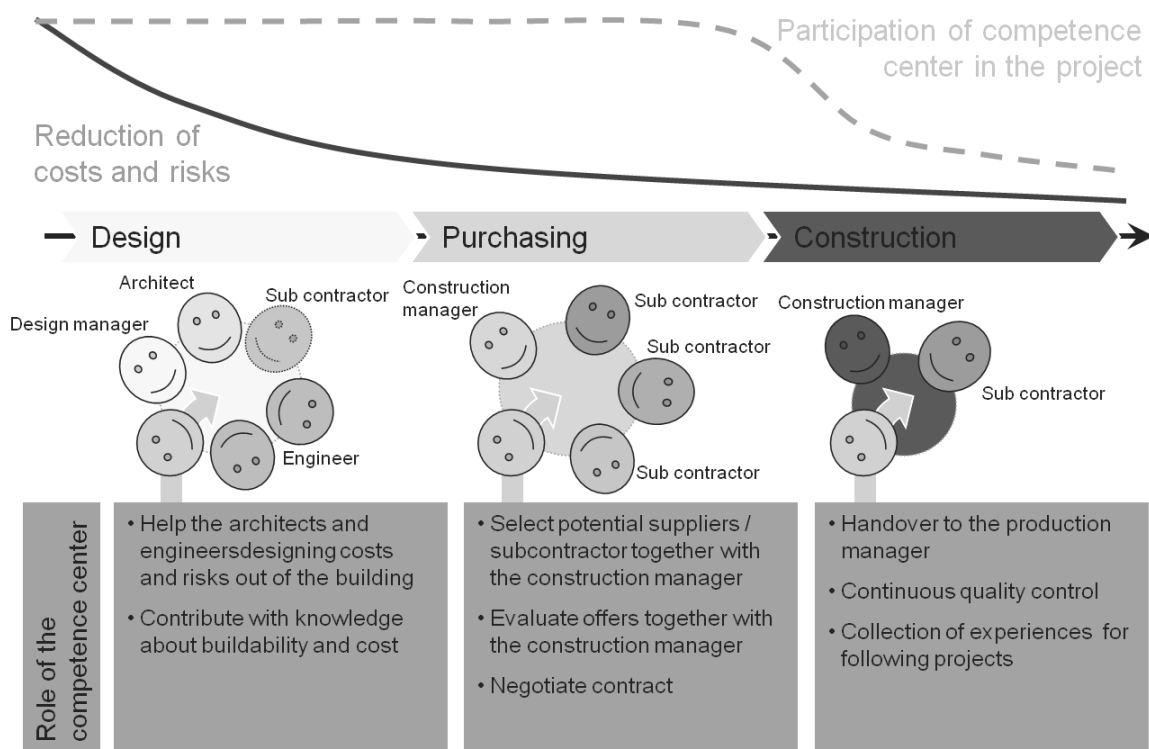 Participation of competence
center in the project
Reduction of
costs and risks
Design
Purchasing
Construction
Architect
Sub contractor
Design manager
Engineer
Construction
manager
Sub contractor
Sub contractor
Sub contractor
Construction manager
Sub contractor
Role of the
competence center
• Help the architects and
engineersdesigning costs
and risks out of the building
• Contribute with knowledge
about buildability and cost
• Select potential suppliers /
subcontractor together with
the construction manager
• Evaluate offers together with
the construction manager
• Negotiate contract
• Handover to the production
manager
• Continuous quality control
• Collection of experiences for
following projects